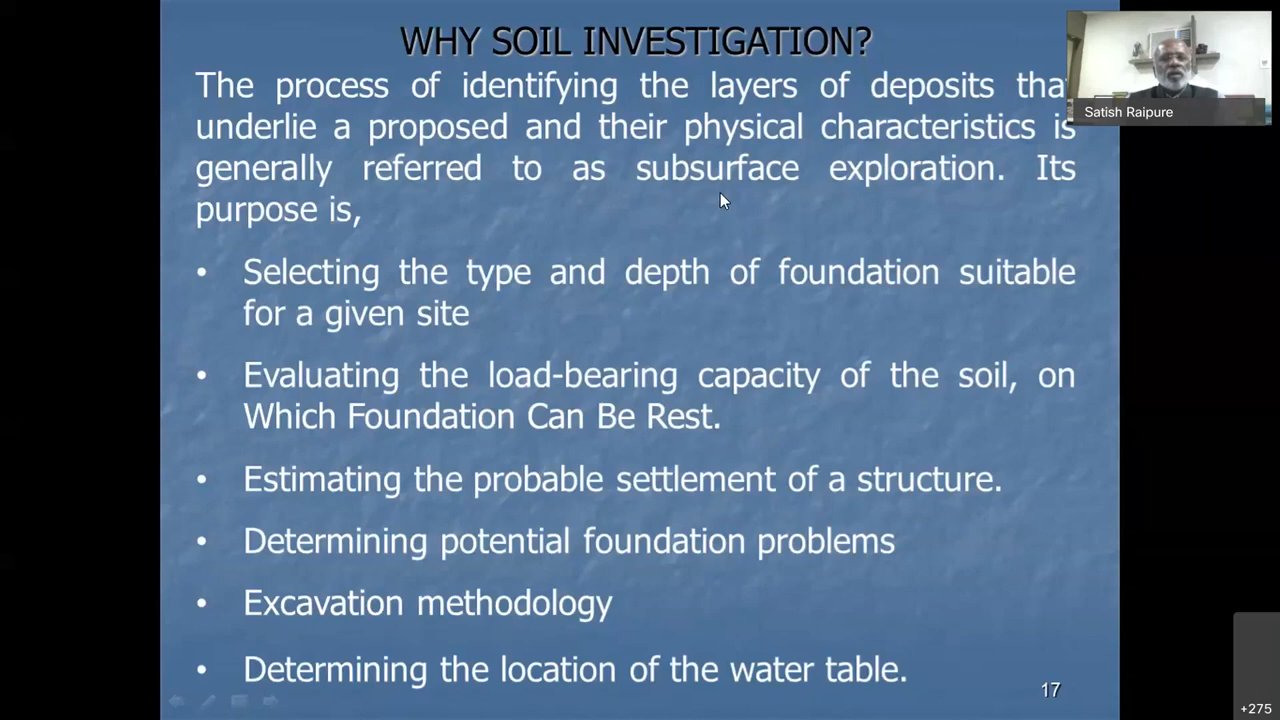 WHY SOIL INVESTIGATION?
The process of identifying the layers of deposits that
underlie a proposed and their physical characteristics is
generally referred to as subsurface exploration. Its
purpose is,
• Selecting the type and depth of foundation suitable
for a given site
• Evaluating the load-bearing capacity of the soil, on
Which Foundation Can Be Rest.
• Estimating the probable settlement of a structure.
• Determining potential foundation problems
• Excavation methodology
• Determining the location of the water table.
17
Satish Raipure
+275